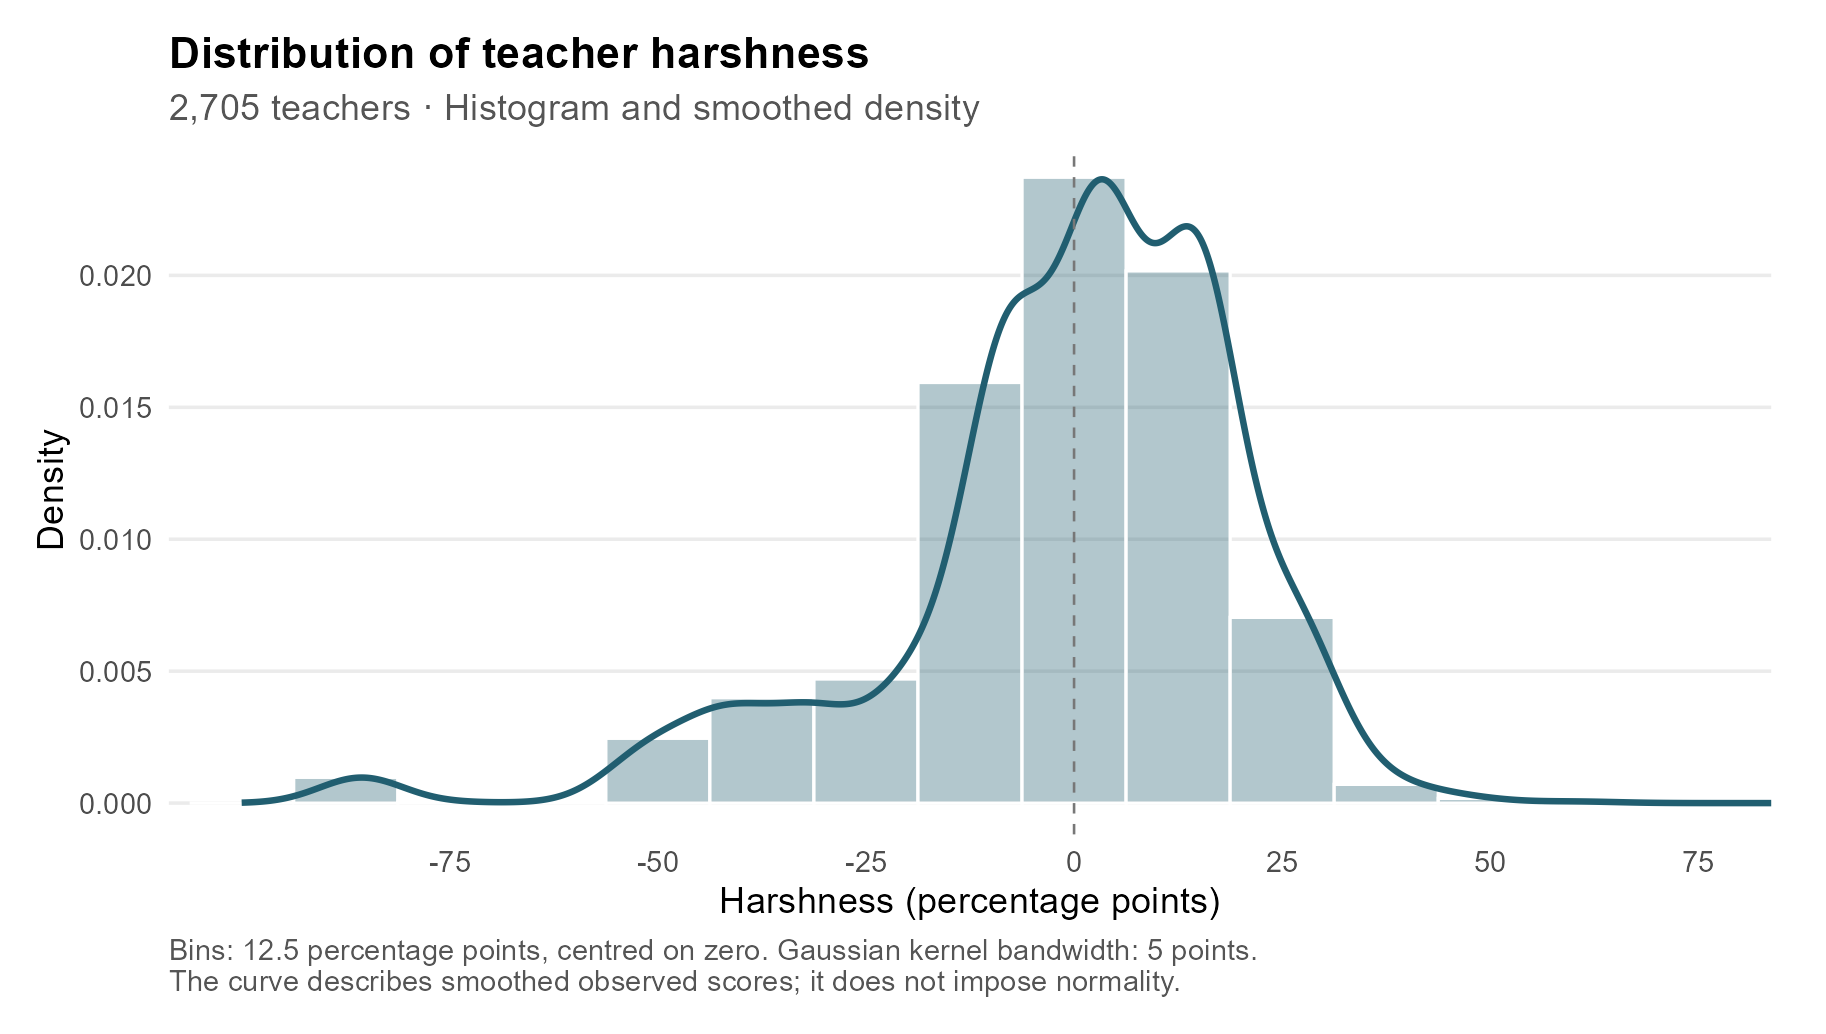 Distribution of teacher harshness
2,705 teachers · Histogram and smoothed density
Density
0.020
0.015
0.010
0.005
0.000
-75
-50
-25
0
25
50
75
Harshness (percentage points)
Bins: 12.5 percentage points, centred on zero. Gaussian kernel bandwidth: 5 points.
The curve describes smoothed observed scores; it does not impose normality.